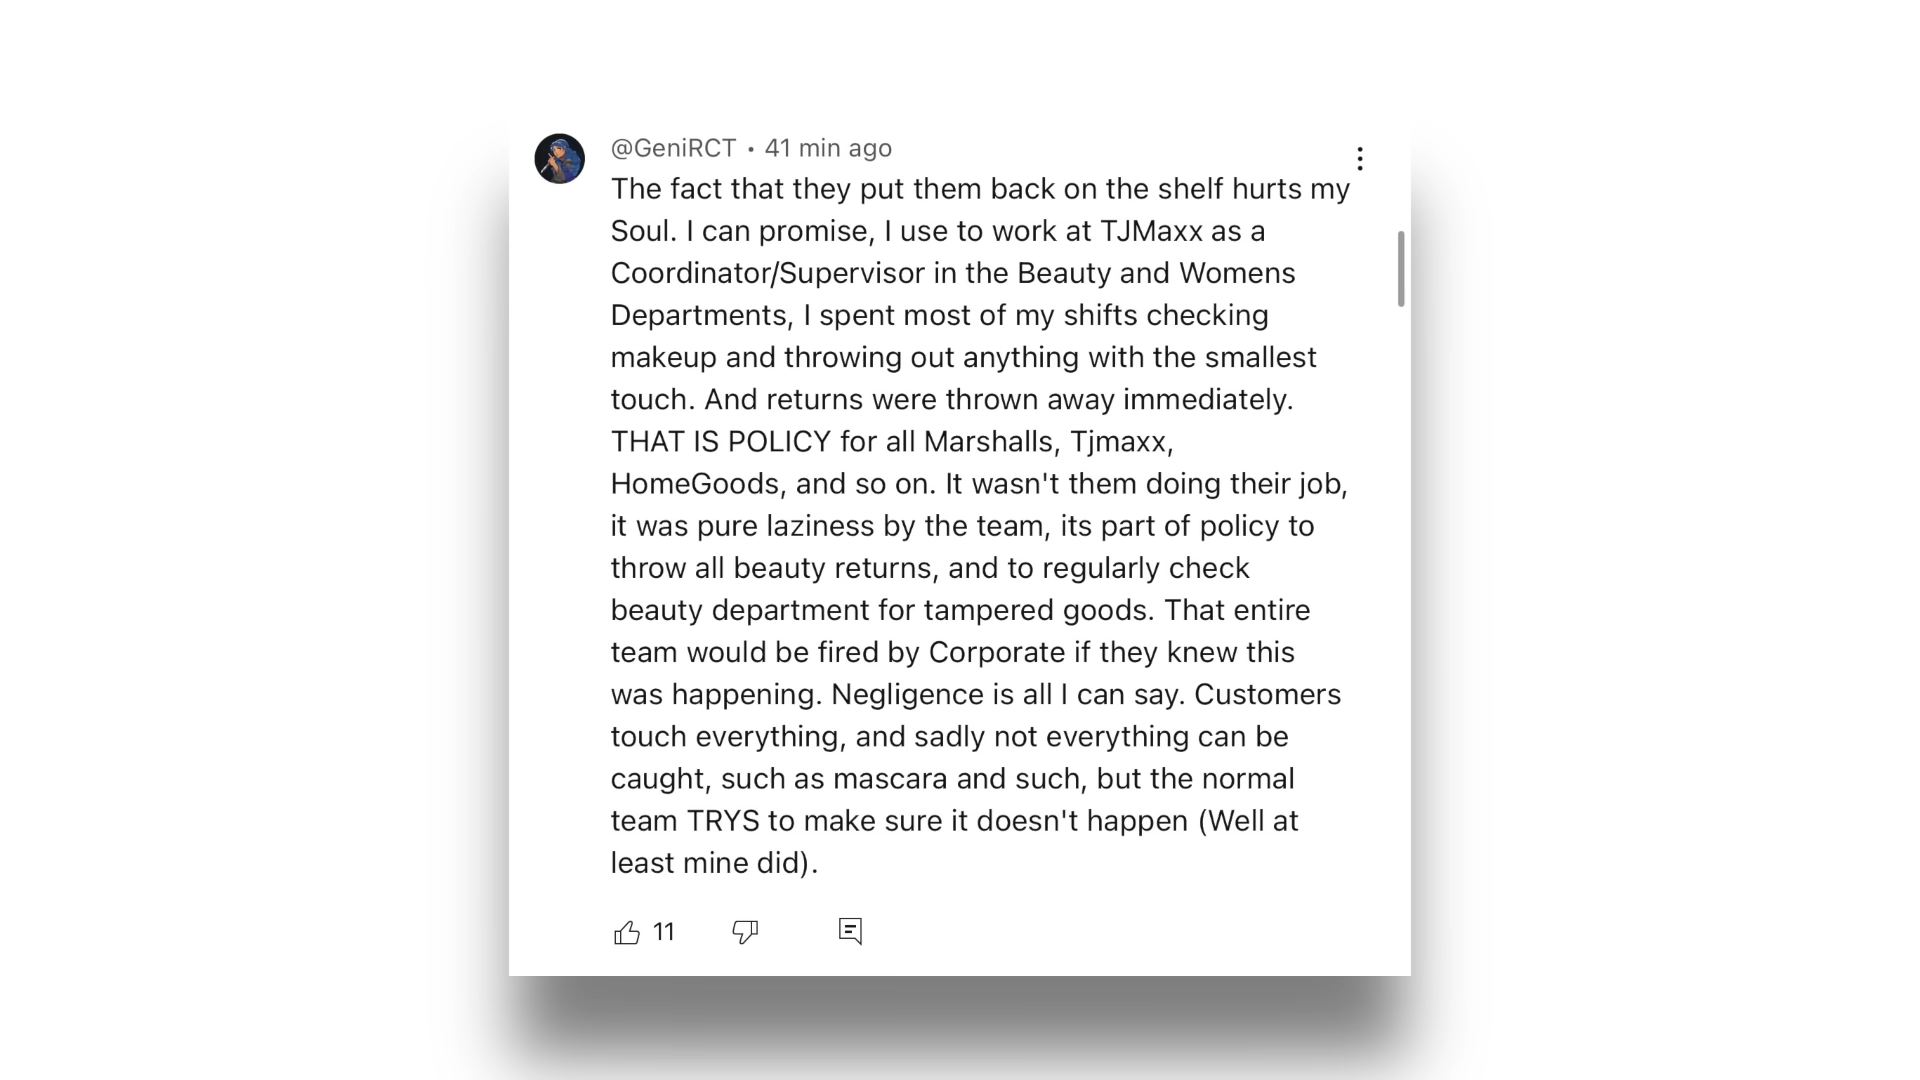 @GeniRCT • 41 min ago
The fact that they put them back on the shelf hurts my
Soul. I can promise, I use to work at TJMaxx as a
Coordinator/Supervisor in the Beauty and Womens
Departments, I spent most of my shifts checking
makeup and throwing out anything with the smallest
touch. And returns were thrown away immediately.
THAT IS POLICY for all Marshalls, Tjmaxx,
HomeGoods, and so on. It wasn't them doing their job,
it was pure laziness by the team, its part of policy to
throw all beauty returns, and to regularly check
beauty department for tampered goods. That entire
team would be fired by Corporate if they knew this
was happening. Negligence is all I can say. Customers
touch everything, and sadly not everything can be
caught, such as mascara and such, but the normal
team TRYS to make sure it doesn't happen (Well at
least mine did).
11